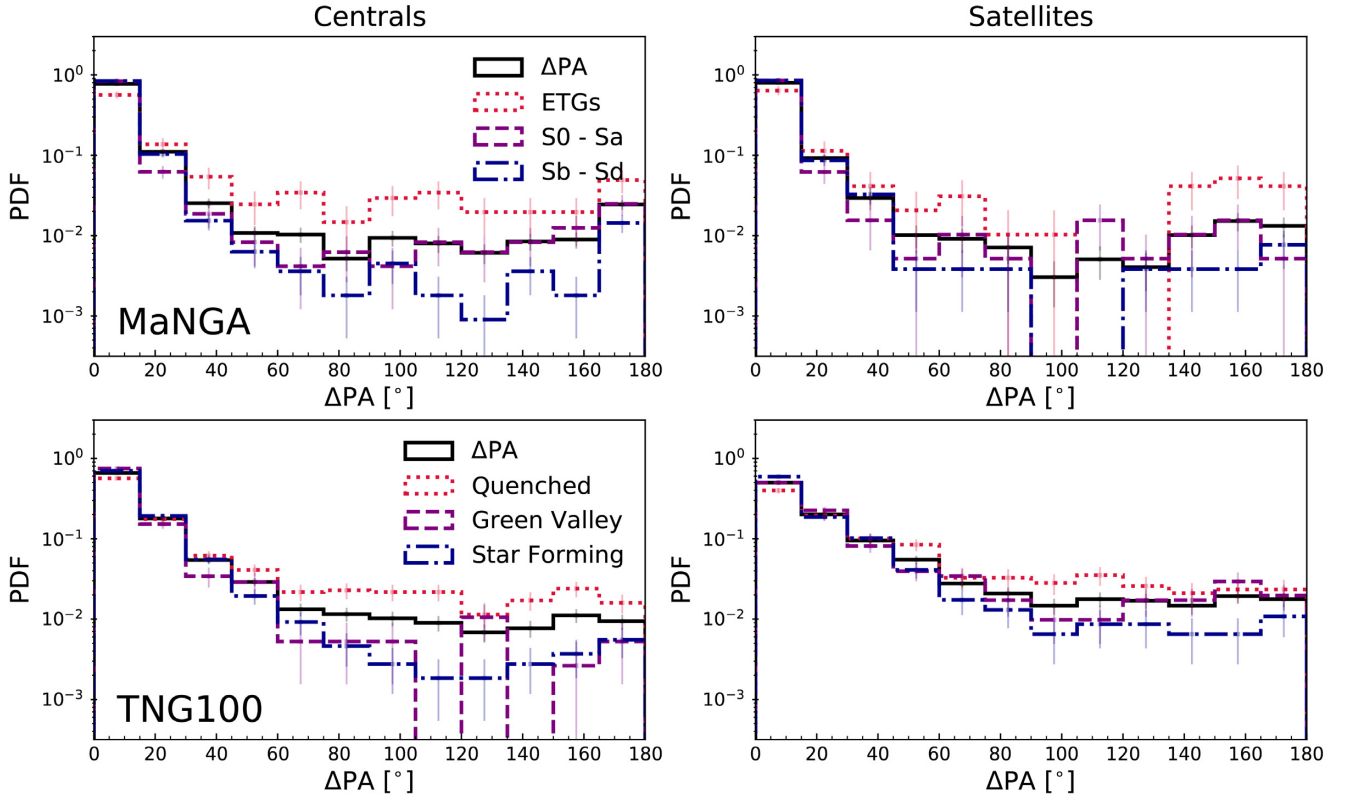 Centrals
Satellites
PDF
10⁰
10⁻¹
10⁻²
10⁻³
ΔPA
ETGs
S0 - Sa
Sb - Sd
MaNGA
0 20 40 60 80 100 120 140 160 180
ΔPA [°]
PDF
10⁰
10⁻¹
10⁻²
10⁻³
0 20 40 60 80 100 120 140 160 180
ΔPA [°]
PDF
10⁰
10⁻¹
10⁻²
10⁻³
ΔPA
Quenched
Green Valley
Star Forming
TNG100
0 20 40 60 80 100 120 140 160 180
ΔPA [°]
PDF
10⁰
10⁻¹
10⁻²
10⁻³
0 20 40 60 80 100 120 140 160 180
ΔPA [°]